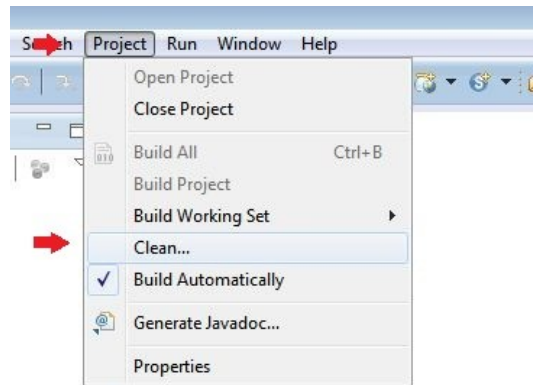 Project Run Window Help
Open Project
Close Project
Build All Ctrl+B
Build Project
Build Working Set
Clean...
Build Automatically
Generate Javadoc...
Properties